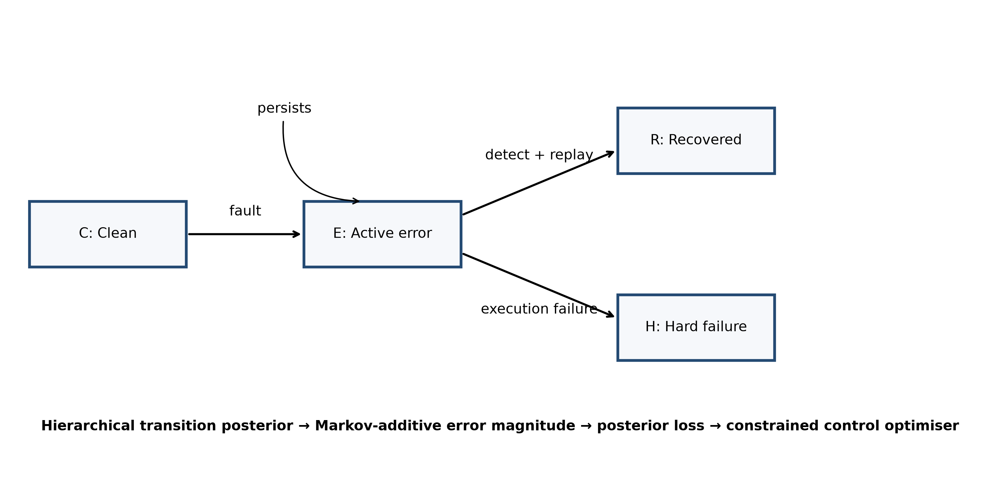 persists
R: Recovered
detect + replay
fault
C: Clean
E: Active error
execution failure
H: Hard failure
Hierarchical transition posterior → Markov-additive error magnitude → posterior loss → constrained control optimiser